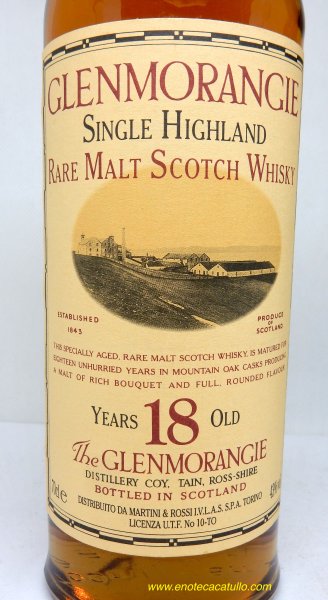 GLENMORANGIE
SINGLE HIGHLAND
RARE MALT SCOTCH WHISKY
ESTABLISHED
1843
PRODUCE
OF
SCOTLAND
THIS SPECIALLY AGED, RARE MALT SCOTCH WHISKY, IS MATURED FOR
EIGHTEEN UNHURRIED YEARS IN MOUNTAIN OAK CASKS PRODUCING
A MALT OF RICH BOUQUET AND FULL, ROUNDED FLAVOUR
YEARS 18 OLD
The GLENMORANGIE
DISTILLERY COY, TAIN, ROSS-SHIRE
BOTTLED IN SCOTLAND
70cl e
43%
DISTRIBUITO DA MARTINI & ROSSI I.V.L.A.S. S.P.A. TORINO
LICENZA U.T.F. No 10-TO
www.enotecacatullo.com